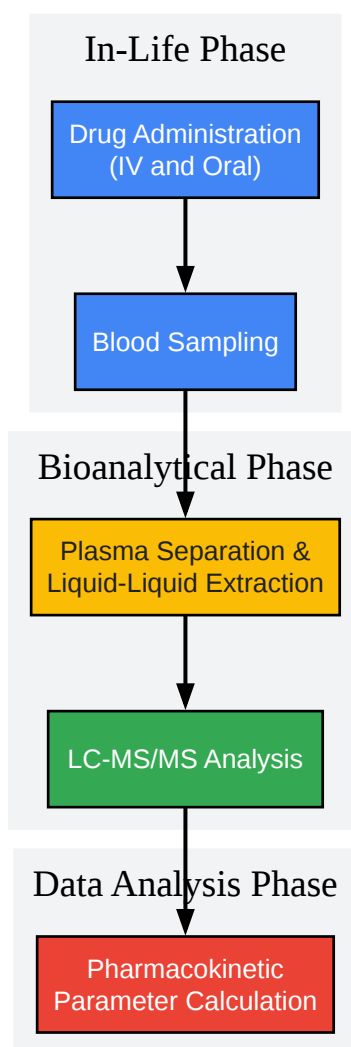 In-Life Phase
Drug Administration
(IV and Oral)
Blood Sampling
Bioanalytical Phase
Plasma Separation &
Liquid-Liquid Extraction
LC-MS/MS Analysis
Data Analysis Phase
Pharmacokinetic
Parameter Calculation